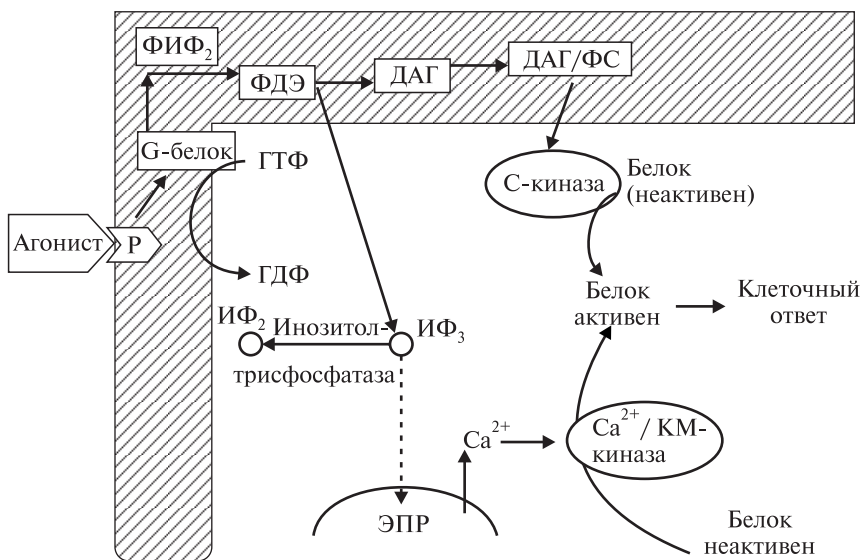 ФИФ₂
ФДЭ
ДАГ
ДАГ/ФС
G-белок
ГТФ
С-киназа
Белок
(неактивен)
Агонист
Р
ГДФ
Белок
активен
Клеточный
ответ
ИФ₂
Инозитол-
трисфосфатаза
ИФ₃
Ca²⁺
Ca²⁺/ КМ-
киназа
ЭПР
Белок
неактивен